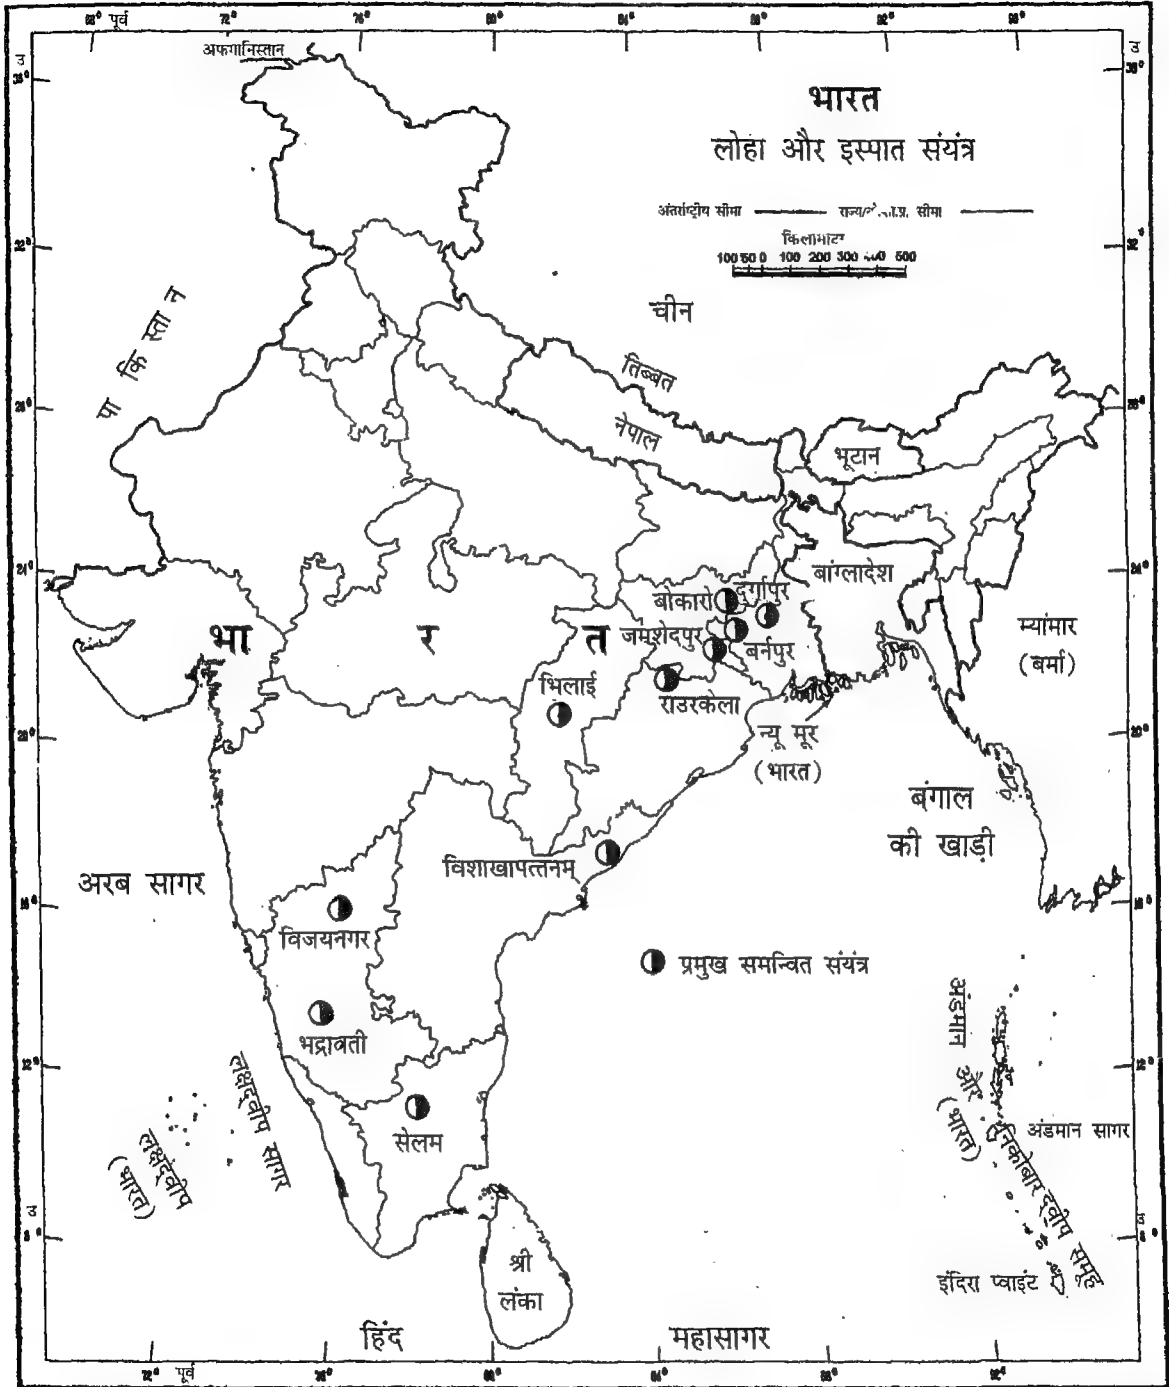 पूर्व
अफगानिस्तान
उ
उ
भारत
लोहा और इस्पात संयंत्र
अंतर्राष्ट्रीय सीमा
सीमा
100 50 0 100 200 300 400 500
पाकिस्तान
चीन
तिब्बत
नेपाल
भूटान
बांग्लादेश
दुर्गापुर
बोकारो
भारत
जमशेदपुर
बर्नपुर
म्यांमार
(बर्मा)
भिलाई
राउरकेला
न्यू मूर
(भारत)
बंगाल
की खाड़ी
विशाखापत्तनम्
अरब सागर
विजयनगर
प्रमुख समन्वित संयंत्र
भद्रावती
अंडमान और निकोबार द्वीप समूह
(भारत)
लक्षद्वीप सागर
लक्षद्वीप
(भारत)
सेलम
अंडमान सागर
श्री
लंका
इंदिरा प्वाइंट
हिंद महासागर
पूर्व